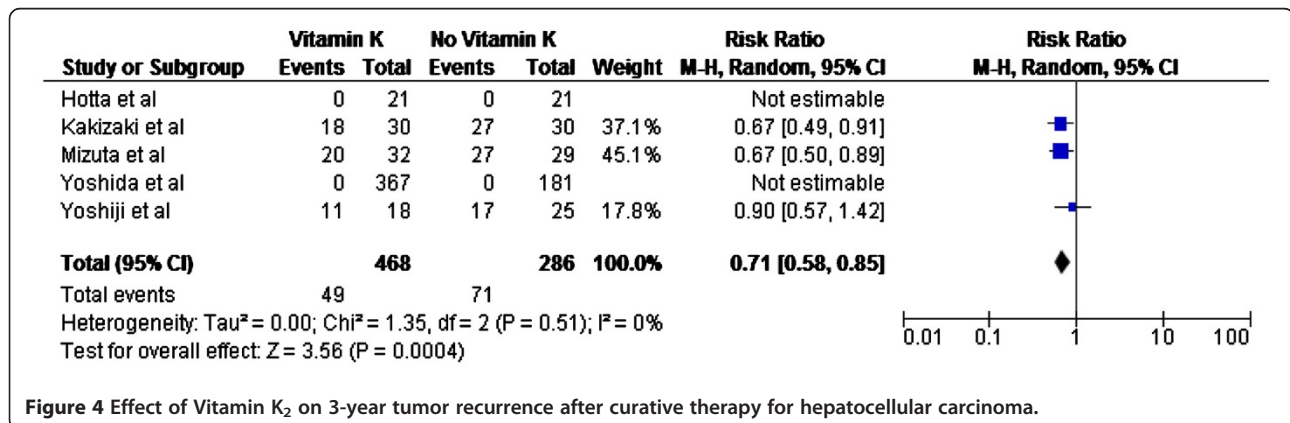 Vitamin K No Vitamin K Risk Ratio Risk Ratio
Study or Subgroup Events Total Events Total Weight M-H, Random, 95% CI M-H, Random, 95% CI
Hotta et al 0 21 0 21 Not estimable
Kakizaki et al 18 30 27 30 37.1% 0.67 [0.49, 0.91]
Mizuta et al 20 32 27 29 45.1% 0.67 [0.50, 0.89]
Yoshida et al 0 367 0 181 Not estimable
Yoshiji et al 11 18 17 25 17.8% 0.90 [0.57, 1.42]
Total (95% CI) 468 286 100.0% 0.71 [0.58, 0.85]
Total events 49 71
Heterogeneity: Tau² = 0.00; Chi² = 1.35, df = 2 (P = 0.51); I² = 0%
Test for overall effect: Z = 3.56 (P = 0.0004)
0.01 0.1 1 10 100
Figure 4 Effect of Vitamin K₂ on 3-year tumor recurrence after curative therapy for hepatocellular carcinoma.